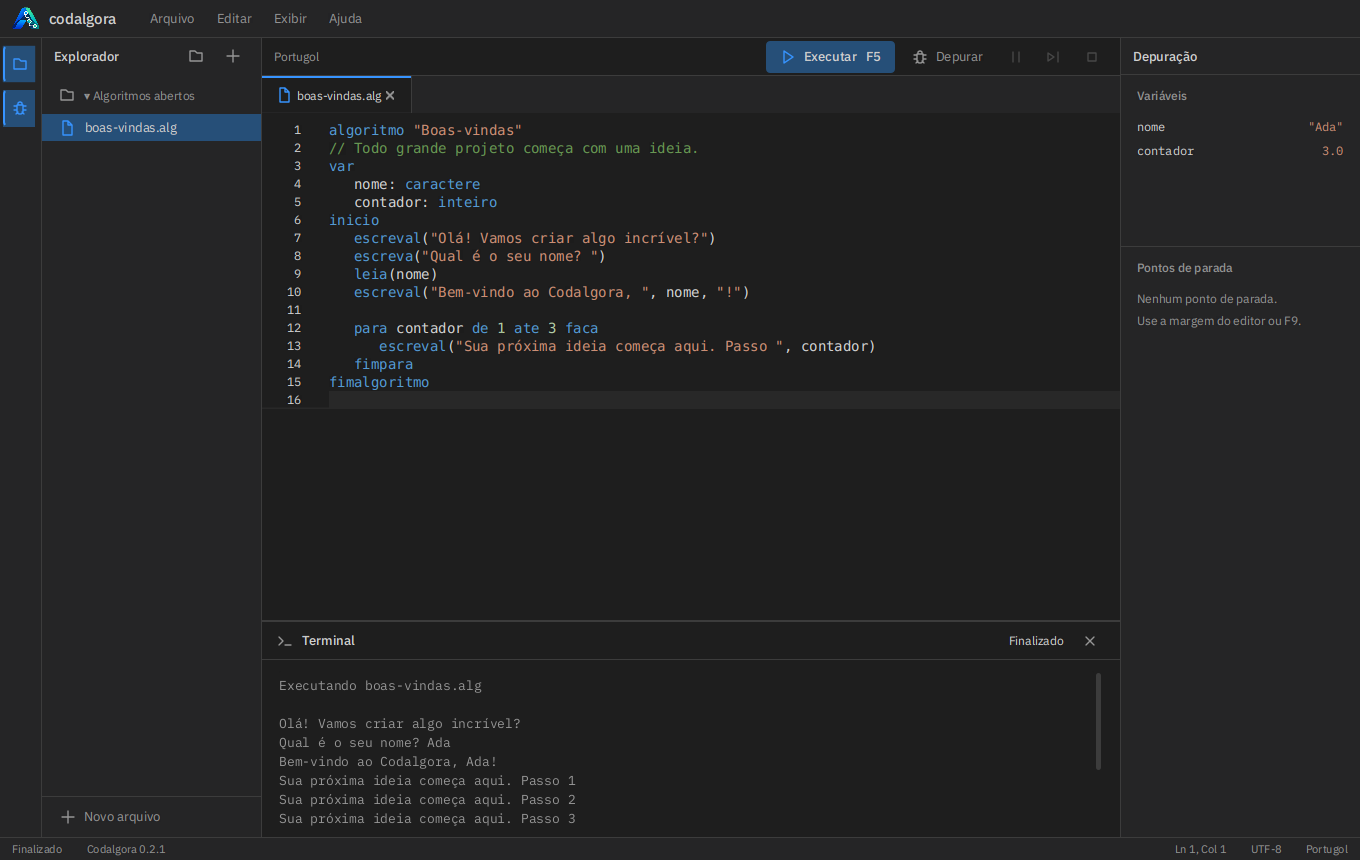 codalgora Arquivo Editar Exibir Ajuda
Explorador
▾ Algoritmos abertos
boas-vindas.alg
Novo arquivo
Portugol Executar F5 Depurar
boas-vindas.alg
1 algoritmo "Boas-vindas"
2 // Todo grande projeto começa com uma ideia.
3 var
4 nome: caractere
5 contador: inteiro
6 inicio
7 escreval("Olá! Vamos criar algo incrível?")
8 escreva("Qual é o seu nome? ")
9 leia(nome)
10 escreval("Bem-vindo ao Codalgora, ", nome, "!")
11
12 para contador de 1 ate 3 faca
13 escreval("Sua próxima ideia começa aqui. Passo ", contador)
14 fimpara
15 fimalgoritmo
16
Terminal Finalizado
Executando boas-vindas.alg
Olá! Vamos criar algo incrível?
Qual é o seu nome? Ada
Bem-vindo ao Codalgora, Ada!
Sua próxima ideia começa aqui. Passo 1
Sua próxima ideia começa aqui. Passo 2
Sua próxima ideia começa aqui. Passo 3
Depuração
Variáveis
nome "Ada"
contador 3.0
Pontos de parada
Nenhum ponto de parada.
Use a margem do editor ou F9.
Finalizado Codalgora 0.2.1 Ln 1, Col 1 UTF-8 Portugol